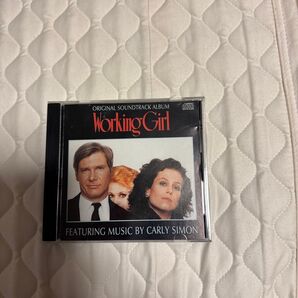 ORIGINAL SOUNDTRACK ALBUM
Working Girl
FEATURING MUSIC BY CARLY SIMON